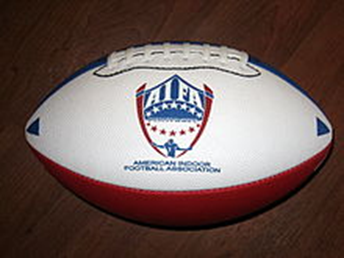 AIFA
AMERICAN INDOOR
FOOTBALL ASSOCIATION